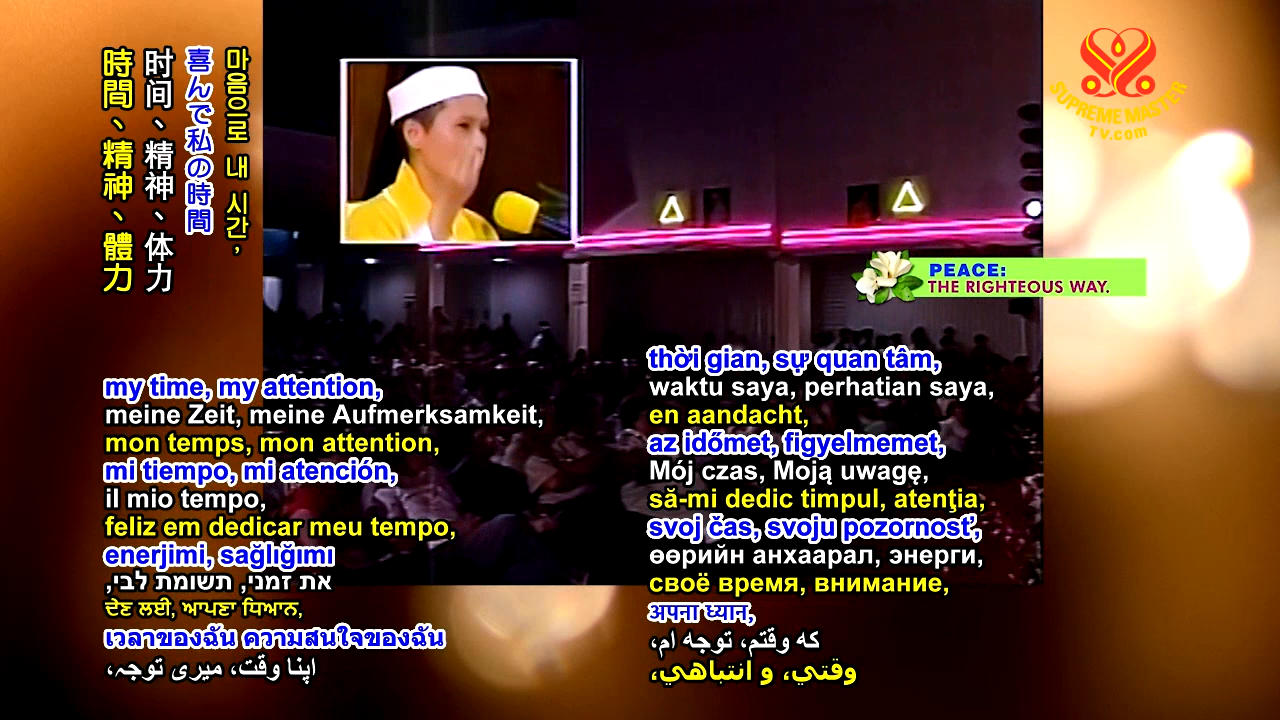 마음으로 내 시간,
喜んで私の時間
时间、精神、体力
時間、精神、體力
SUPREME MASTER
TV.com
PEACE:
THE RIGHTEOUS WAY.
my time, my attention,
meine Zeit, meine Aufmerksamkeit,
mon temps, mon attention,
mi tiempo, mi atención,
il mio tempo,
feliz em dedicar meu tempo,
enerjimi, sağlığımı
את זמני, תשומת לבי,
ਦੇਣ ਲਈ, ਆਪਣਾ ਧਿਆਨ,
เวลาของฉัน ความสนใจของฉัน
اپنا وقت، میری توجہ،
thời gian, sự quan tâm,
waktu saya, perhatian saya,
en aandacht,
az időmet, figyelmemet,
Mój czas, Moją uwagę,
să-mi dedic timpul, atenţia,
svoj čas, svoju pozornosť,
өөрийн анхаарал, энерги,
своё время, внимание,
अपना ध्यान,
که وقتم، توجه ام،
وقتي، و انتباهي،